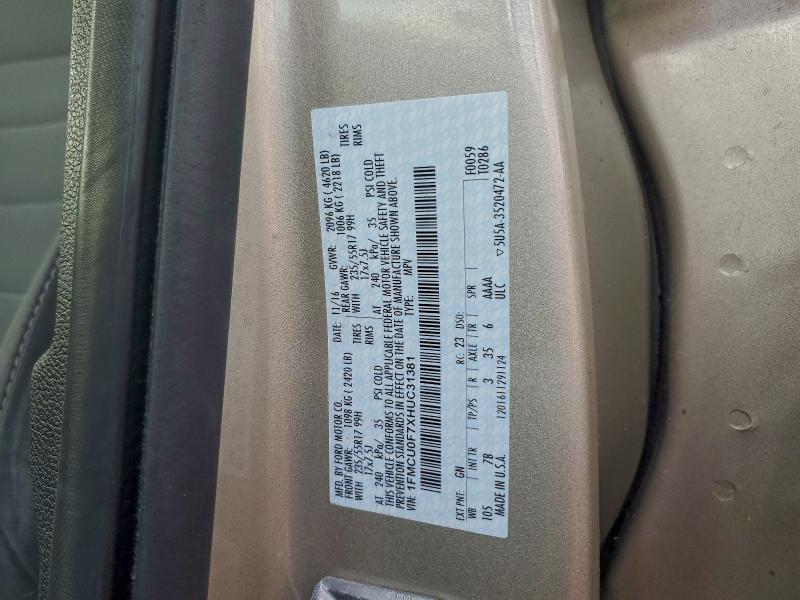 MFD. BY FORD MOTOR CO.
DATE: 11/16 GVWR: 2096 KG ( 4620 LB)
FRONT GAWR: 1098 KG ( 2420 LB) REAR GAWR: 1006 KG ( 2218 LB)
WITH 235/55R17 99H TIRES WITH 235/55R17 99H TIRES
17x7.5J RIMS 17x7.5J RIMS
AT 240 kPa/ 35 PSI COLD AT 240 kPa/ 35 PSI COLD
THIS VEHICLE CONFORMS TO ALL APPLICABLE FEDERAL MOTOR VEHICLE SAFETY AND THEFT
PREVENTION STANDARDS IN EFFECT ON THE DATE OF MANUFACTURE SHOWN ABOVE.
VIN: 1FMCU0F7XHUC31381 TYPE: MPV
F0059
T0286
EXT PNT: GN RC: 23 DSO:
WB INT TR TP/PS R AXLE TR SPR
105 7B 3 35 6 AAAA
MADE IN U.S.A. 1201611291124 ULC ▽5U5A-3520472-AA